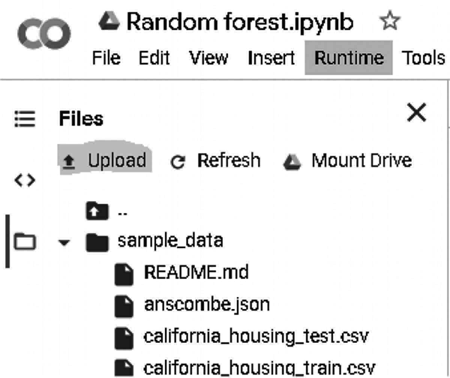 CO Random forest.ipynb
File Edit View Insert Runtime Tools
Files
Upload Refresh Mount Drive
..
sample_data
README.md
anscombe.json
california_housing_test.csv
california_housing_train.csv